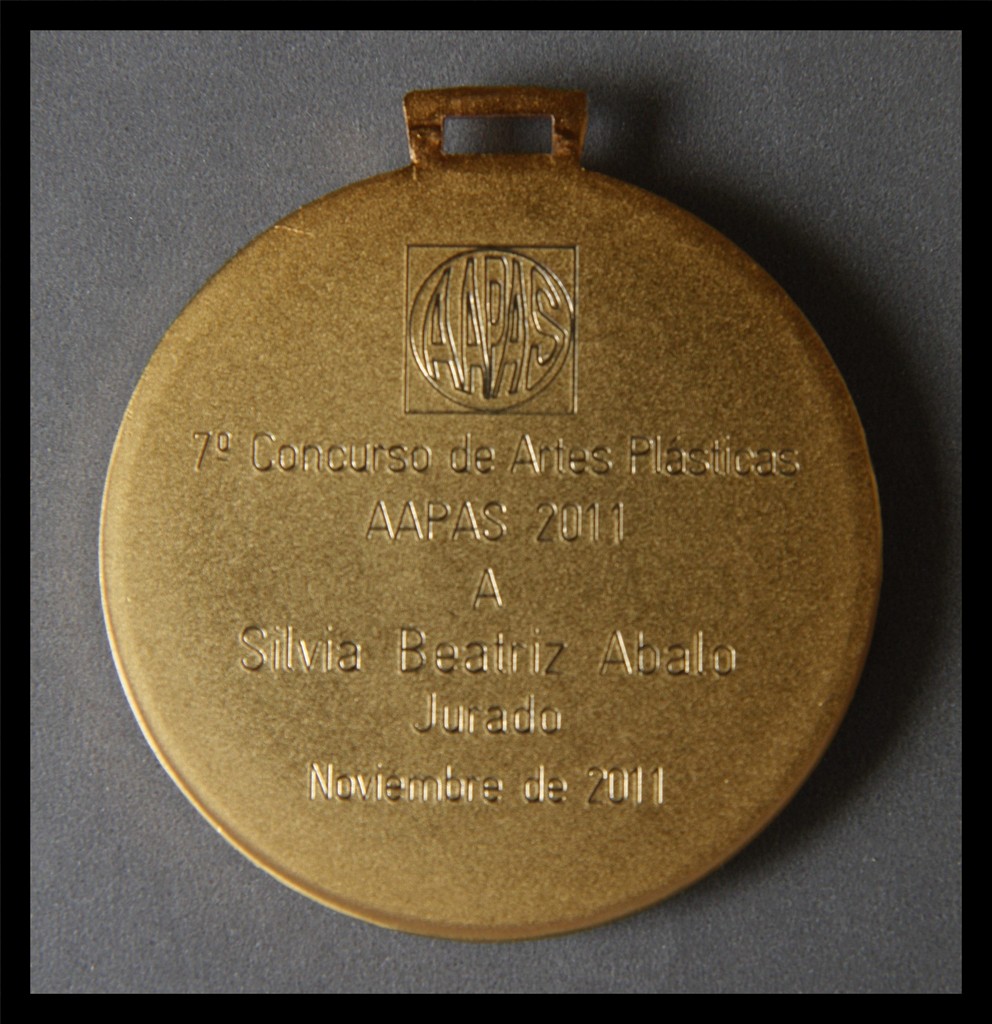 AAPAS
7º Concurso de Artes Plásticas
AAPAS 2011
A
Silvia Beatriz Abalo
Jurado
Noviembre de 2011